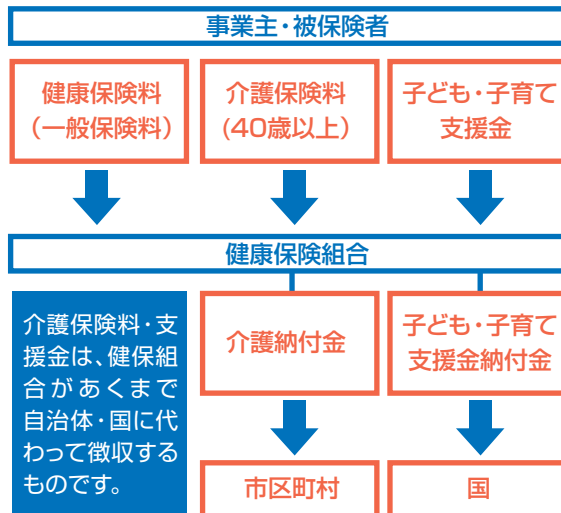 事業主・被保険者
健康保険料
（一般保険料）
介護保険料
（40歳以上）
子ども・子育て
支援金
健康保険組合
介護保険料・支
援金は、健保組
合があくまで
自治体・国に代
わって徴収する
ものです。
介護納付金
子ども・子育て
支援金納付金
市区町村
国